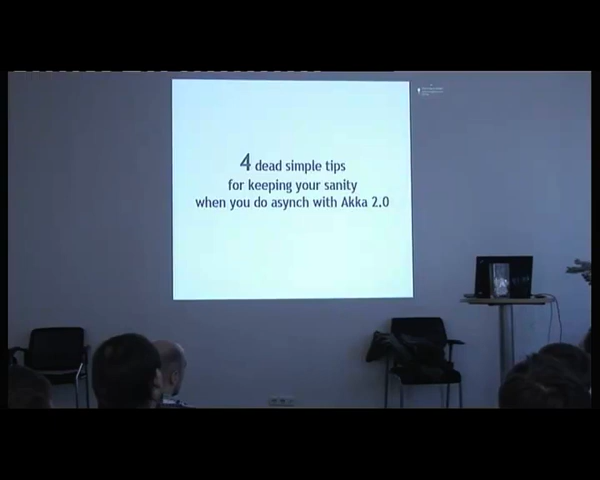 4 dead simple tips
for keeping your sanity
when you do asynch with Akka 2.0